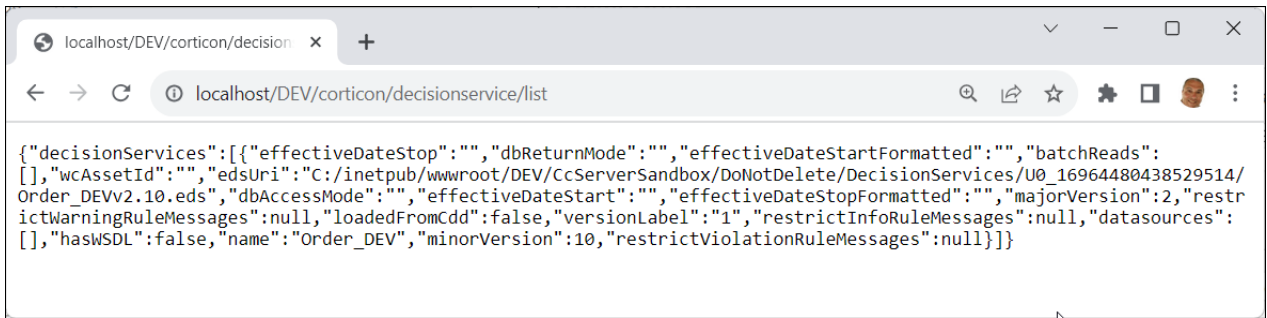 localhost/DEV/corticon/decision
localhost/DEV/corticon/decisionservice/list
{"decisionServices":[{"effectiveDateStop":"","dbReturnMode":"","effectiveDateStartFormatted":"","batchReads":
[],"wcAssetId":"","edsUri":"C:/inetpub/wwwroot/DEV/CcServerSandbox/DoNotDelete/DecisionServices/U0_16964480438529514/
Order_DEVv2.10.eds","dbAccessMode":"","effectiveDateStart":"","effectiveDateStopFormatted":"","majorVersion":2,"restr
ictWarningRuleMessages":null,"loadedFromCdd":false,"versionLabel":"1","restrictInfoRuleMessages":null,"datasources":
[],"hasWSDL":false,"name":"Order_DEV","minorVersion":10,"restrictViolationRuleMessages":null}]}